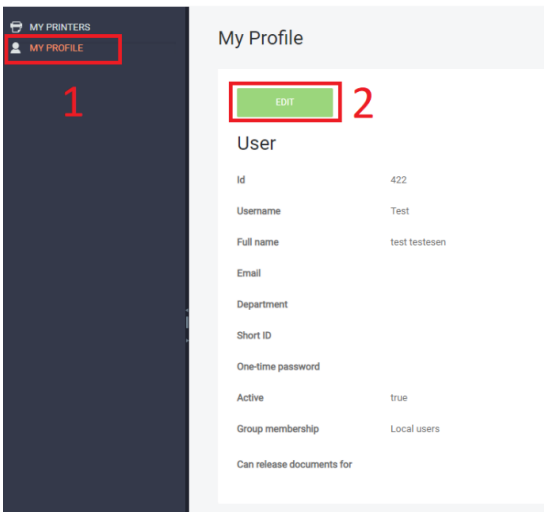 MY PRINTERS
MY PROFILE
1
My Profile
EDIT
2
User
Id 422
Username Test
Full name test testesen
Email
Department
Short ID
One-time password
Active true
Group membership Local users
Can release documents for